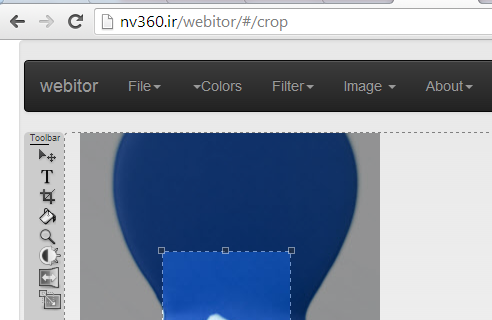 nv360.ir/webitor/#/crop
webitor File Colors Filter Image About
Toolbar
T